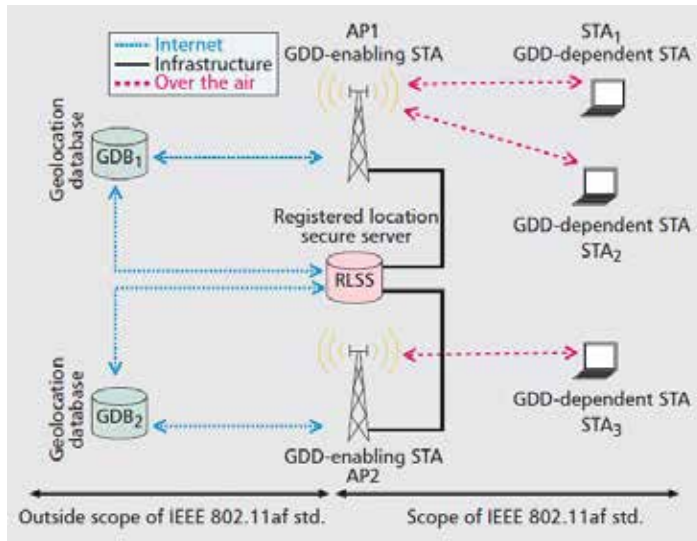 Internet
Infrastructure
Over the air
AP1
GDD-enabling STA
STA1
GDD-dependent STA
Geolocation
database
GDB1
GDD-dependent STA
STA2
Registered location
secure server
RLSS
Geolocation
database
GDB2
GDD-dependent STA
STA3
GDD-enabling STA
AP2
Outside scope of IEEE 802.11af std.
Scope of IEEE 802.11af std.